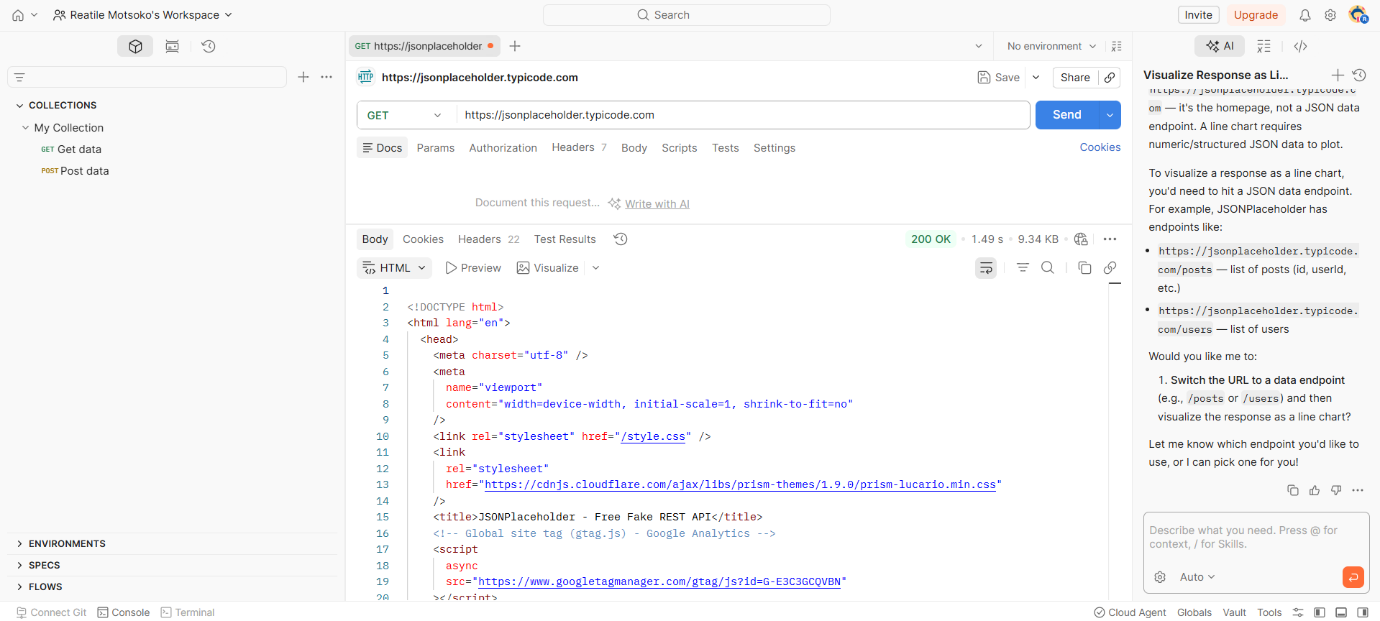 Reatile Motsoko's Workspace
Search
Invite
Upgrade
COLLECTIONS
My Collection
GET Get data
POST Post data
ENVIRONMENTS
SPECS
FLOWS
GET https://jsonplaceholder
No environment
HTTP https://jsonplaceholder.typicode.com
Save
Share
GET
https://jsonplaceholder.typicode.com
Send
Docs
Params
Authorization
Headers 7
Body
Scripts
Tests
Settings
Cookies
Document this request...
Write with AI
Body
Cookies
Headers 22
Test Results
200 OK
1.49 s
9.34 KB
HTML
Preview
Visualize
1
2 <!DOCTYPE html>
3 <html lang="en">
4 <head>
5 <meta charset="utf-8" />
6 <meta
7 name="viewport"
8 content="width=device-width, initial-scale=1, shrink-to-fit=no"
9 />
10 <link rel="stylesheet" href="/style.css" />
11 <link
12 rel="stylesheet"
13 href="https://cdnjs.cloudflare.com/ajax/libs/prism-themes/1.9.0/prism-lucario.min.css"
14 />
15 <title>JSONPlaceholder - Free Fake REST API</title>
16 <!-- Global site tag (gtag.js) - Google Analytics -->
17 <script
18 async
19 src="https://www.googletagmanager.com/gtag/js?id=G-E3C3GCQVBN"
20 ></script>
AI
Visualize Response as Li...
https://jsonplaceholder.typicode.c
om — it's the homepage, not a JSON data
endpoint. A line chart requires
numeric/structured JSON data to plot.
To visualize a response as a line chart,
you'd need to hit a JSON data endpoint.
For example, JSONPlaceholder has
endpoints like:
• https://jsonplaceholder.typicode.
com/posts — list of posts (id, userId,
etc.)
• https://jsonplaceholder.typicode.
com/users — list of users
Would you like me to:
1. Switch the URL to a data endpoint
(e.g., /posts or /users) and then
visualize the response as a line chart?
Let me know which endpoint you'd like to
use, or I can pick one for you!
Describe what you need. Press @ for
context, / for Skills.
Auto
Connect Git
Console
Terminal
Cloud Agent
Globals
Vault
Tools